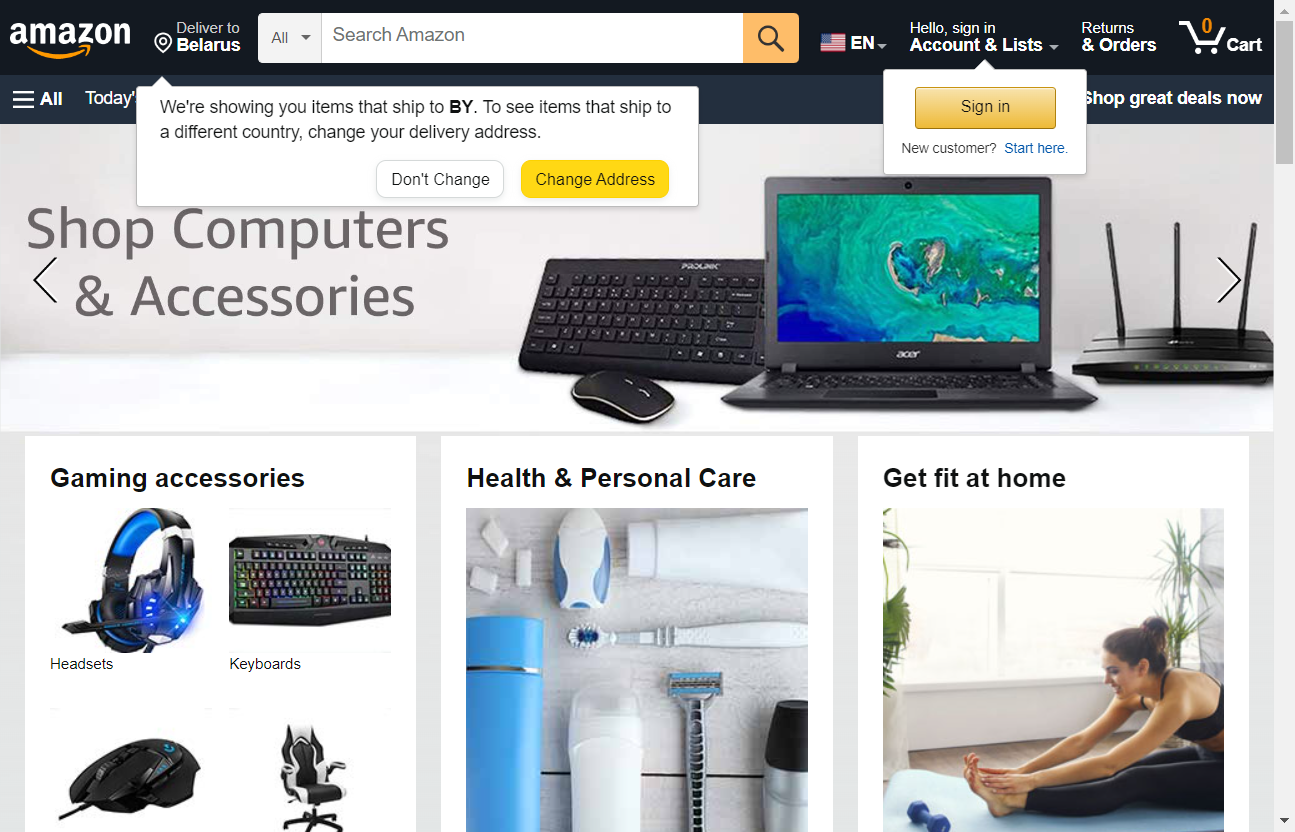 amazon
Deliver to
Belarus
All
Search Amazon
EN
Hello, sign in
Account & Lists
Returns
& Orders
0
Cart
All
Today'
Shop great deals now
We're showing you items that ship to BY. To see items that ship to
a different country, change your delivery address.
Don't Change
Change Address
Sign in
New customer? Start here.
Shop Computers
& Accessories
PROLINK
acer
Gaming accessories
Headsets
Keyboards
Health & Personal Care
Get fit at home